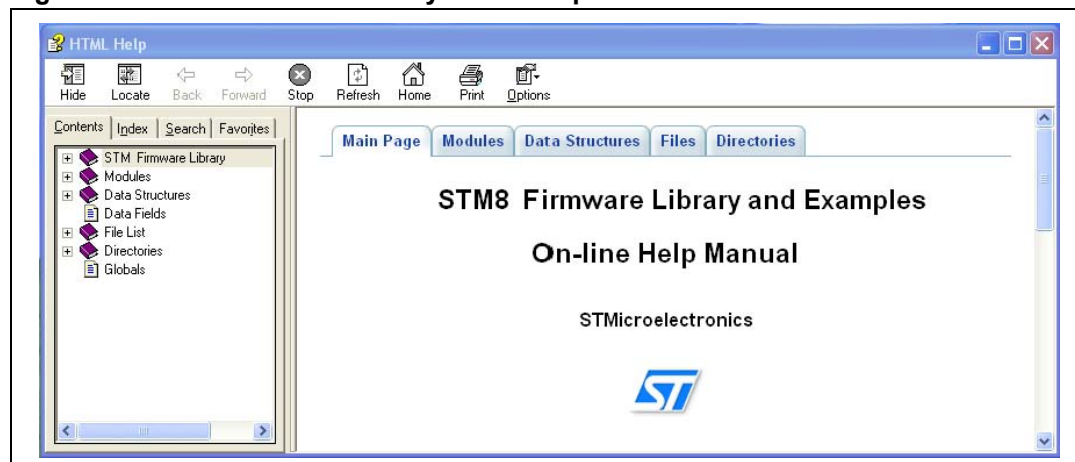 HTML Help
Hide Locate Back Forward Stop Refresh Home Print Options
Contents Index Search Favorites
STM Firmware Library
Modules
Data Structures
Data Fields
File List
Directories
Globals
Main Page Modules Data Structures Files Directories
STM8 Firmware Library and Examples
On-line Help Manual
STMicroelectronics
ST